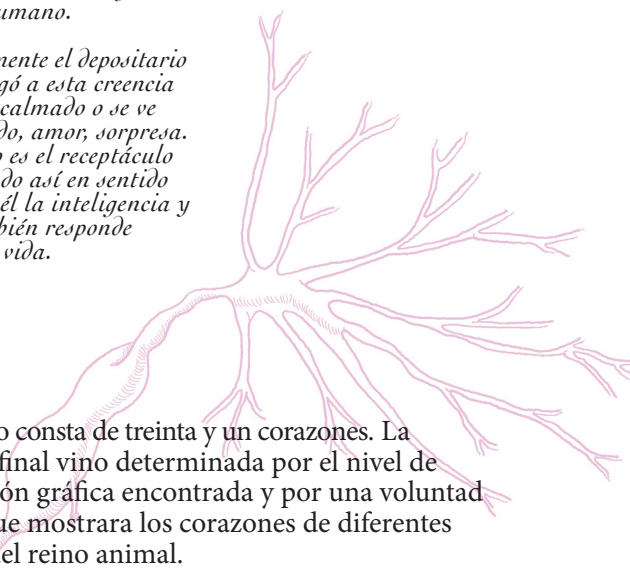 umano.
mente el depositario
gó a esta creencia
calmado o se ve
do, amor, sorpresa.
o es el receptáculo
do así en sentido
él la inteligencia y
bién responde
vida.
o consta de treinta y un corazones. La
final vino determinada por el nivel de
ón gráfica encontrada y por una voluntad
ue mostrara los corazones de diferentes
el reino animal.